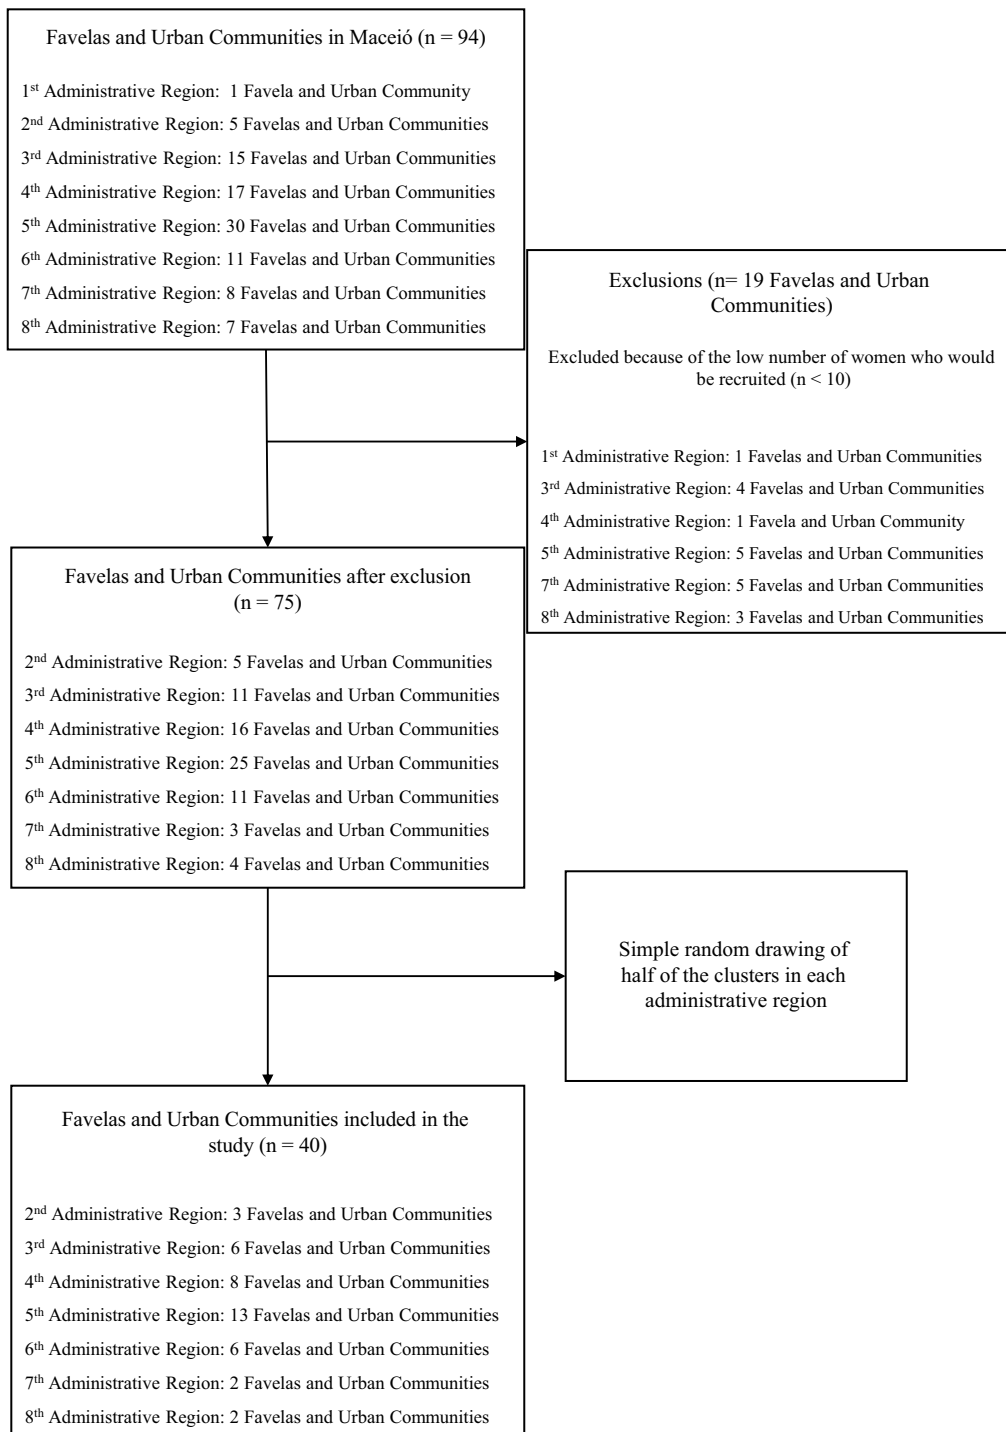 Favelas and Urban Communities in Maceió (n = 94)
1st Administrative Region:  1 Favela and Urban Community
2nd Administrative Region: 5 Favelas and Urban Communities
3rd Administrative Region: 15 Favelas and Urban Communities
4th Administrative Region: 17 Favelas and Urban Communities
5th Administrative Region: 30 Favelas and Urban Communities
6th Administrative Region: 11 Favelas and Urban Communities
7th Administrative Region: 8 Favelas and Urban Communities
8th Administrative Region: 7 Favelas and Urban Communities
Exclusions (n= 19 Favelas and Urban
Communities)
Excluded because of the low number of women who would
be recruited (n < 10)
1st Administrative Region: 1 Favelas and Urban Communities
3rd Administrative Region: 4 Favelas and Urban Communities
4th Administrative Region: 1 Favela and Urban Community
5th Administrative Region: 5 Favelas and Urban Communities
7th Administrative Region: 5 Favelas and Urban Communities
8th Administrative Region: 3 Favelas and Urban Communities
Favelas and Urban Communities after exclusion
(n = 75)
2nd Administrative Region: 5 Favelas and Urban Communities
3rd Administrative Region: 11 Favelas and Urban Communities
4th Administrative Region: 16 Favelas and Urban Communities
5th Administrative Region: 25 Favelas and Urban Communities
6th Administrative Region: 11 Favelas and Urban Communities
7th Administrative Region: 3 Favelas and Urban Communities
8th Administrative Region: 4 Favelas and Urban Communities
Simple random drawing of
half of the clusters in each
administrative region
Favelas and Urban Communities included in the
study (n = 40)
2nd Administrative Region: 3 Favelas and Urban Communities
3rd Administrative Region: 6 Favelas and Urban Communities
4th Administrative Region: 8 Favelas and Urban Communities
5th Administrative Region: 13 Favelas and Urban Communities
6th Administrative Region: 6 Favelas and Urban Communities
7th Administrative Region: 2 Favelas and Urban Communities
8th Administrative Region: 2 Favelas and Urban Communities